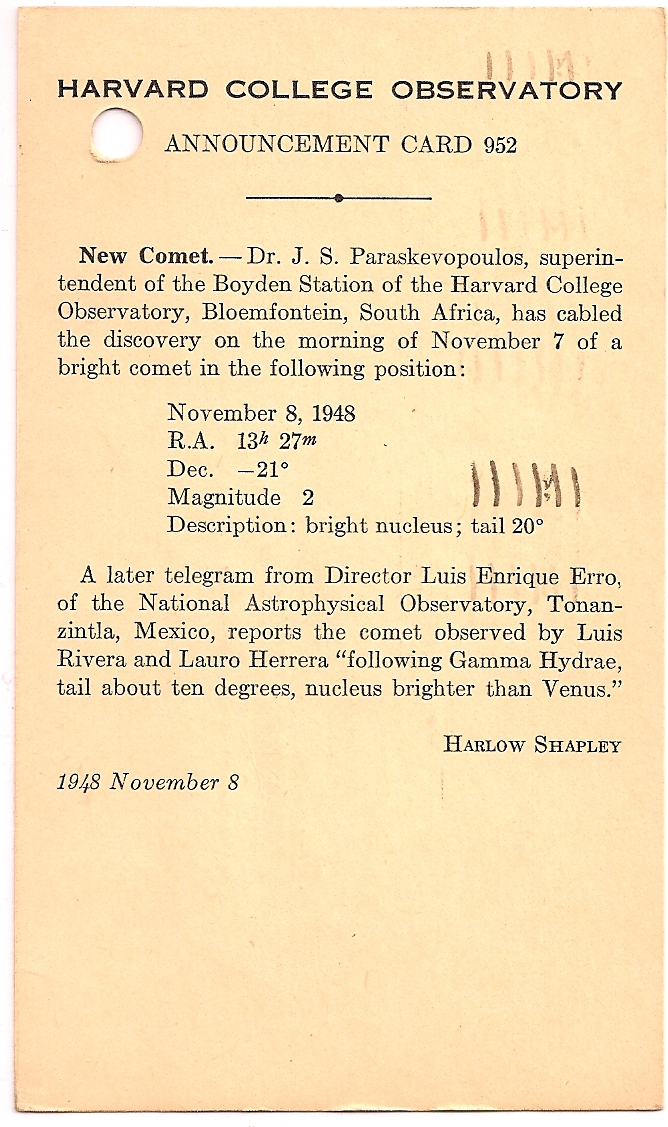 HARVARD COLLEGE OBSERVATORY
ANNOUNCEMENT CARD 952
New Comet. — Dr. J. S. Paraskevopoulos, superin-
tendent of the Boyden Station of the Harvard College
Observatory, Bloemfontein, South Africa, has cabled
the discovery on the morning of November 7 of a
bright comet in the following position:
November 8, 1948
R.A. 13h 27m
Dec. −21°
Magnitude 2
Description: bright nucleus; tail 20°
A later telegram from Director Luis Enrique Erro,
of the National Astrophysical Observatory, Tonan-
zintla, Mexico, reports the comet observed by Luis
Rivera and Lauro Herrera “following Gamma Hydrae,
tail about ten degrees, nucleus brighter than Venus.”
Harlow Shapley
1948 November 8